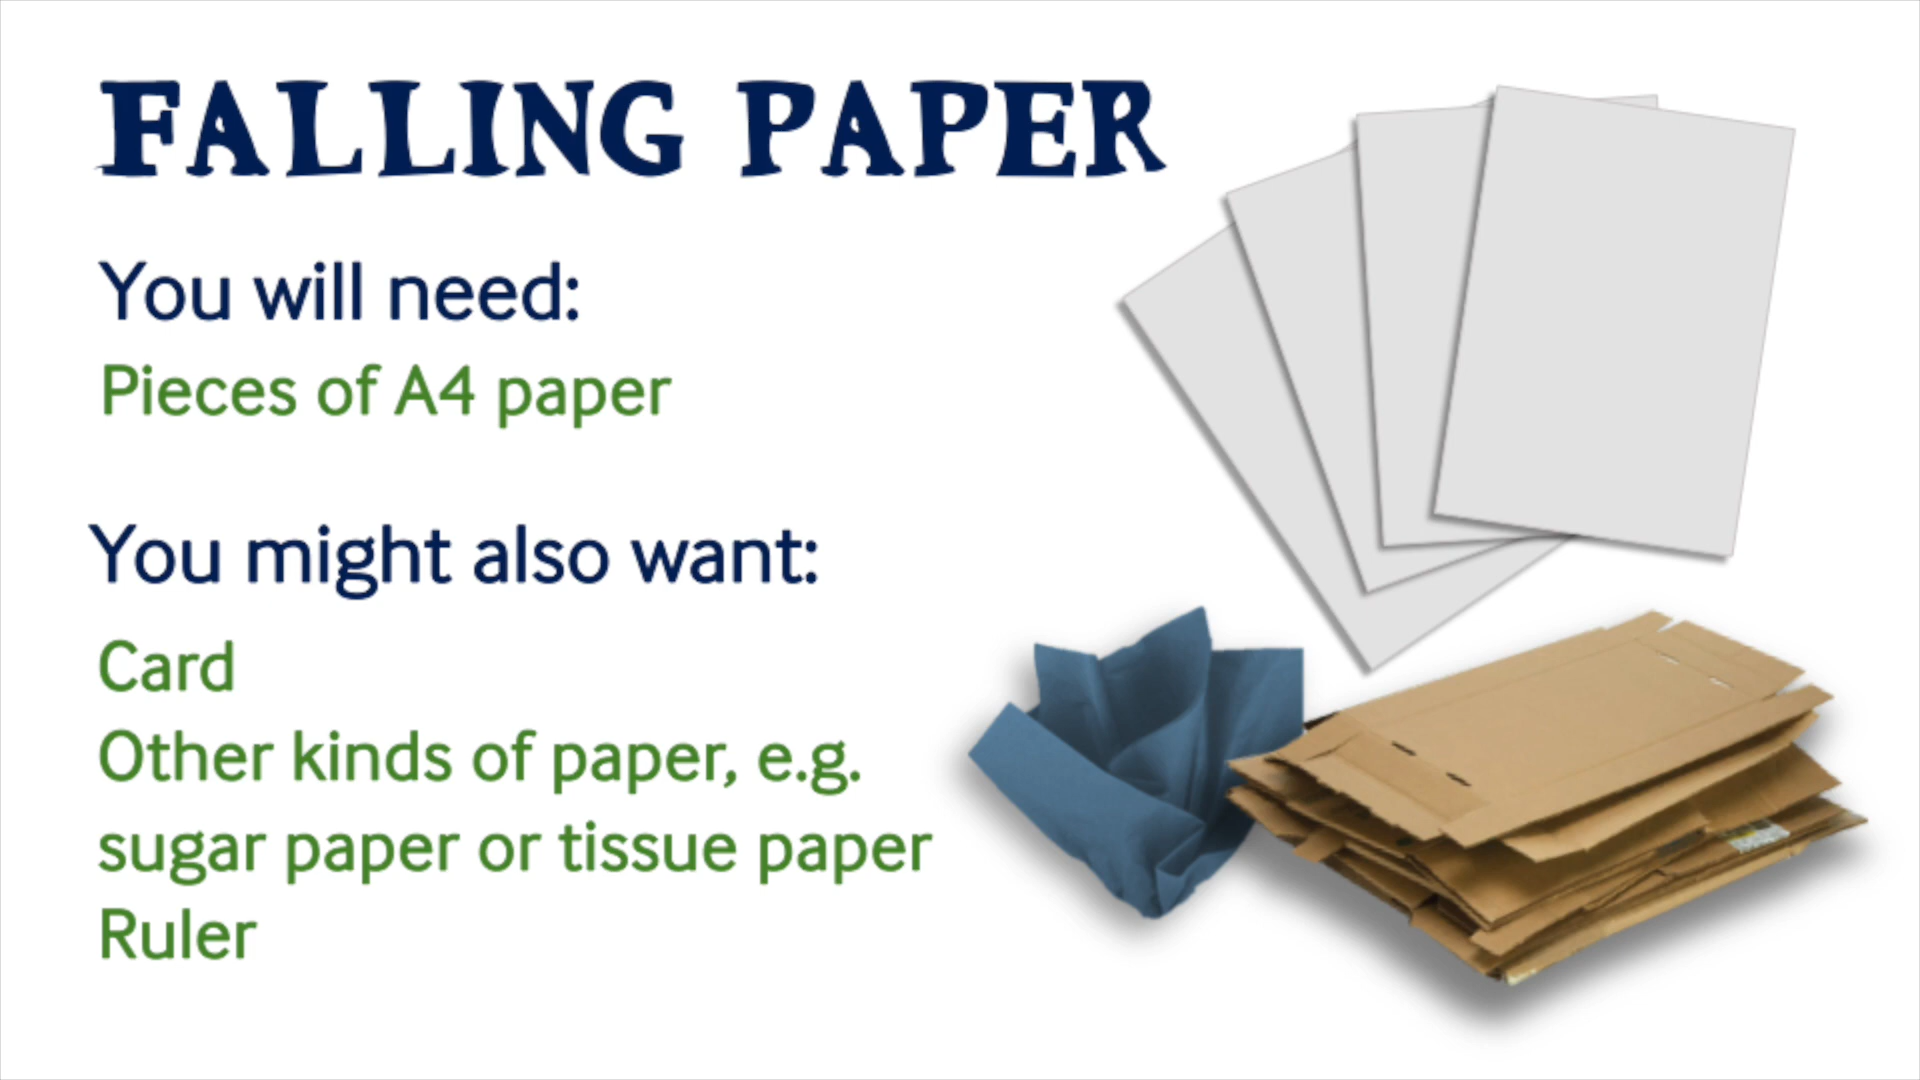 FALLING PAPER
You will need:
Pieces of A4 paper
You might also want:
Card
Other kinds of paper, e.g.
sugar paper or tissue paper
Ruler